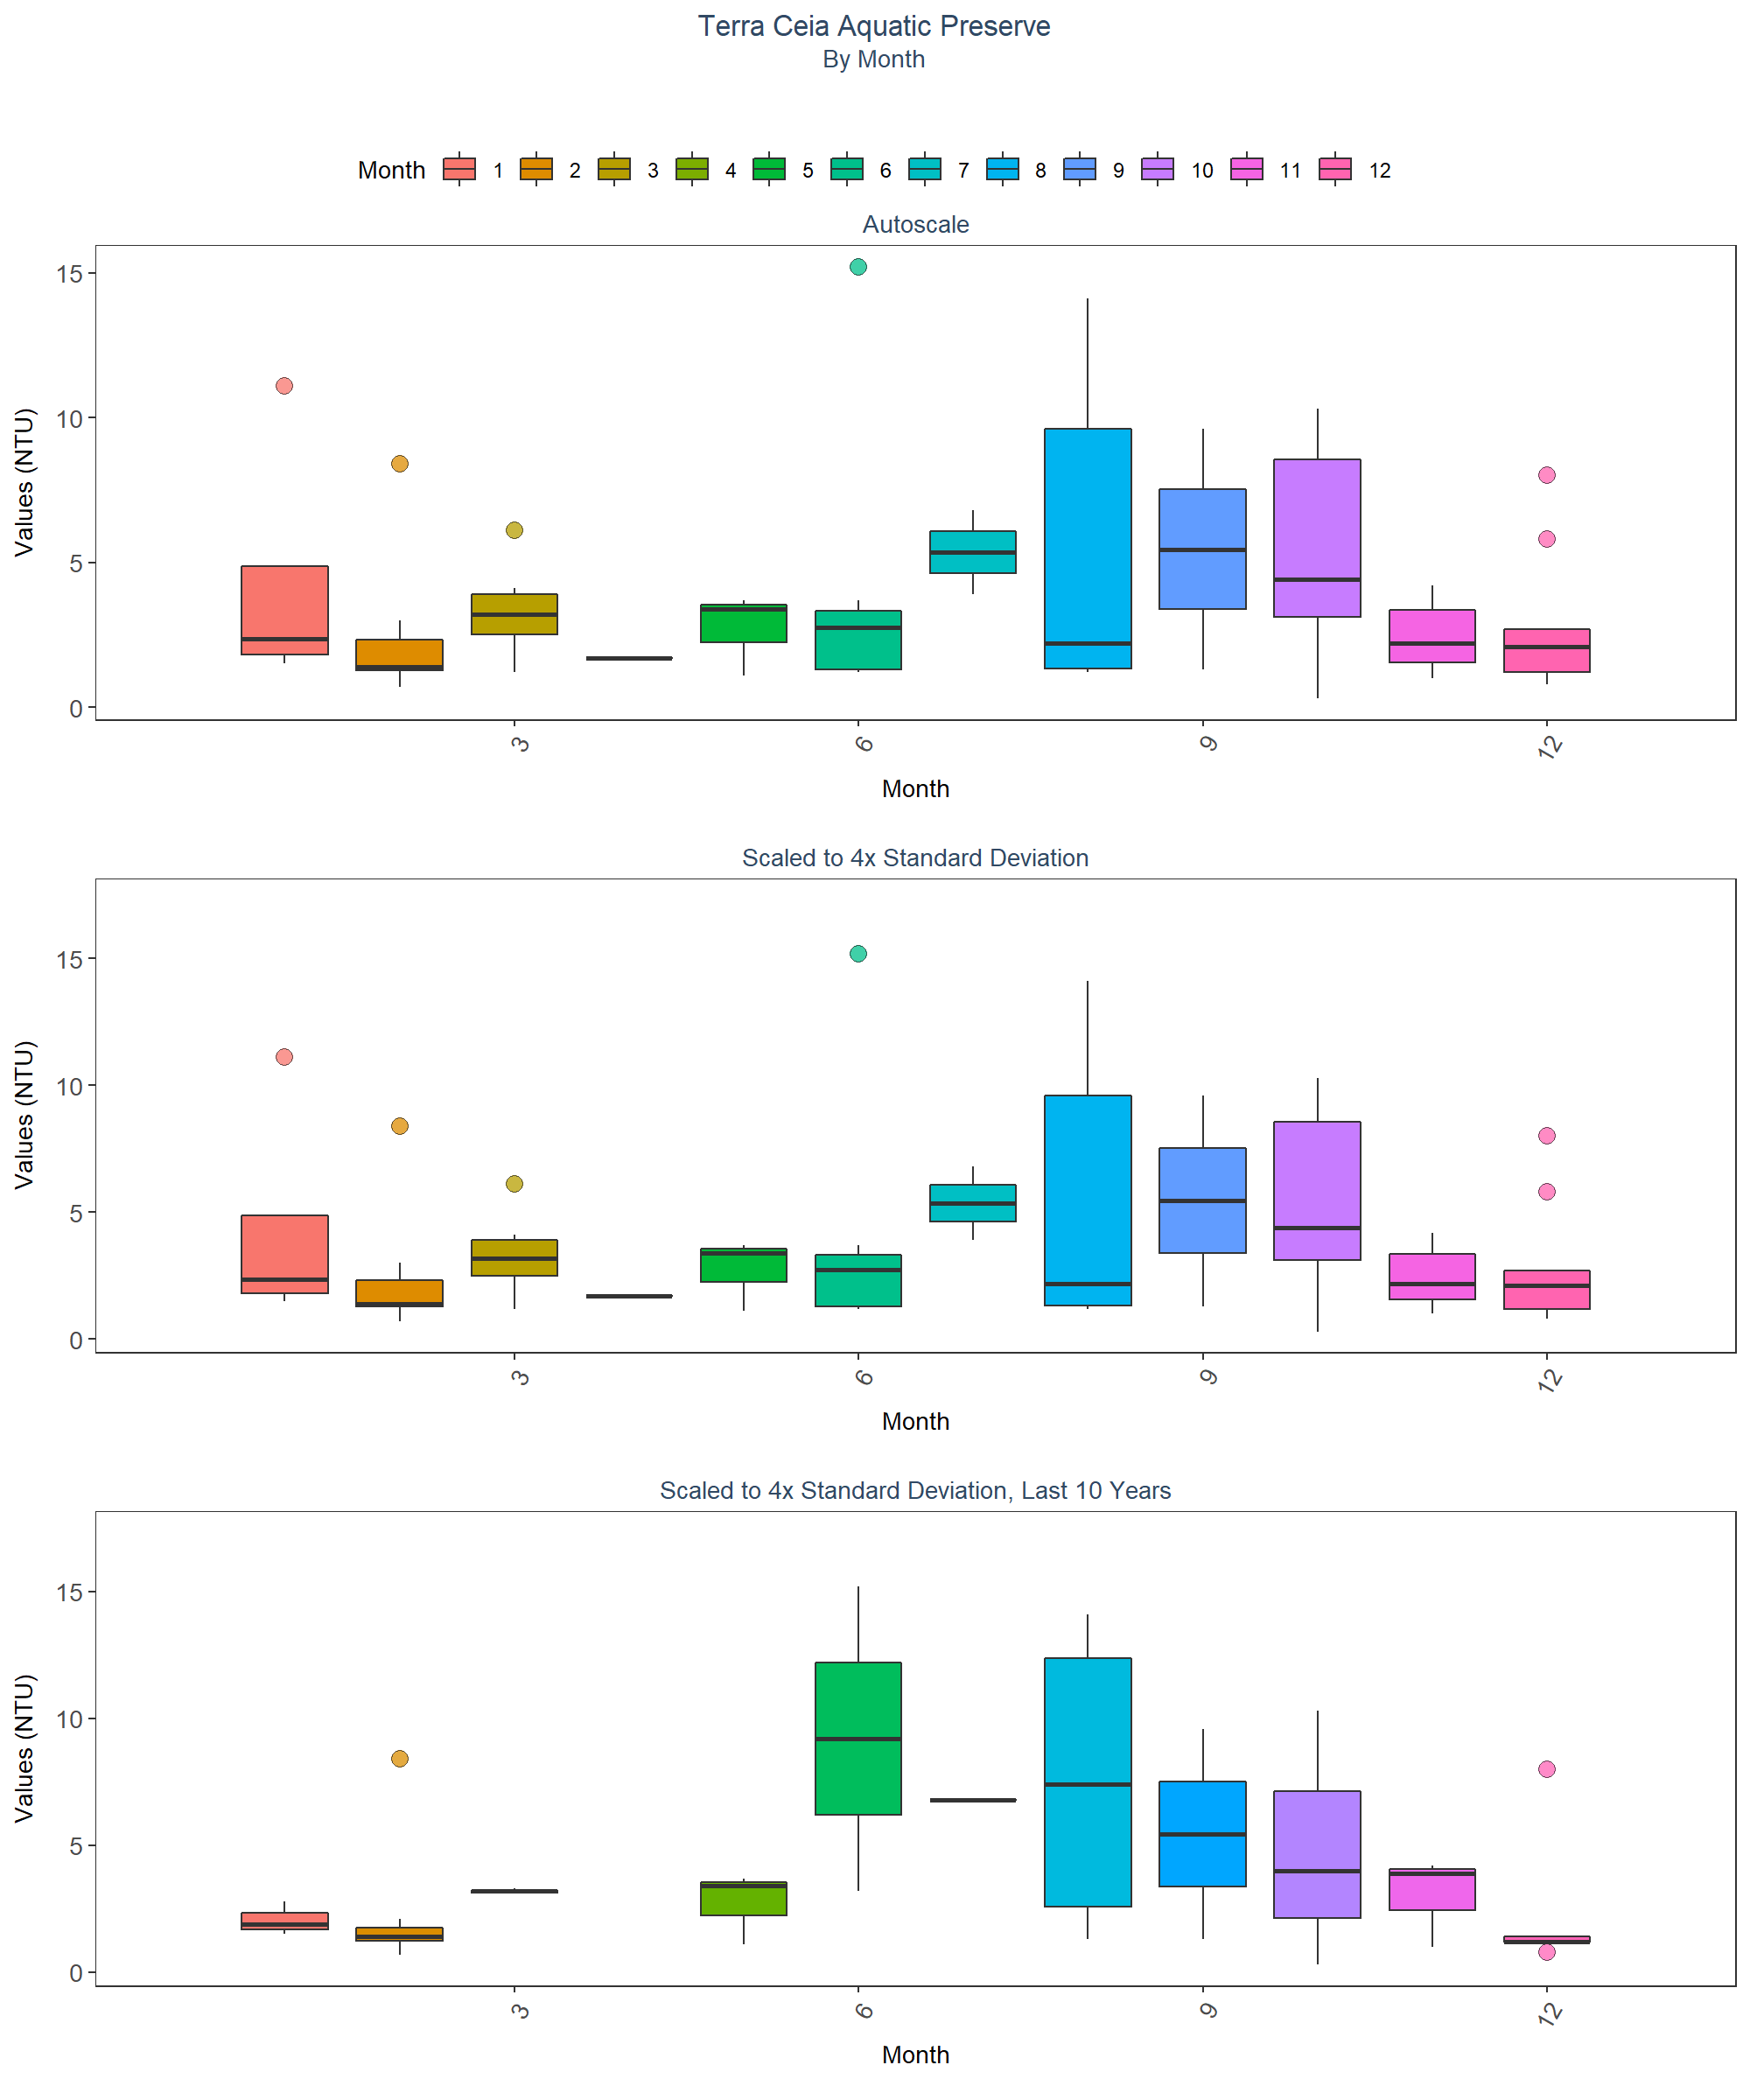 Terra Ceia Aquatic Preserve
By Month
Month 1 2 3 4 5 6 7 8 9 10 11 12
Autoscale
Values (NTU)
15
10
5
0
3 6 9 12
Month
Scaled to 4x Standard Deviation
Values (NTU)
15
10
5
0
3 6 9 12
Month
Scaled to 4x Standard Deviation, Last 10 Years
Values (NTU)
15
10
5
0
3 6 9 12
Month